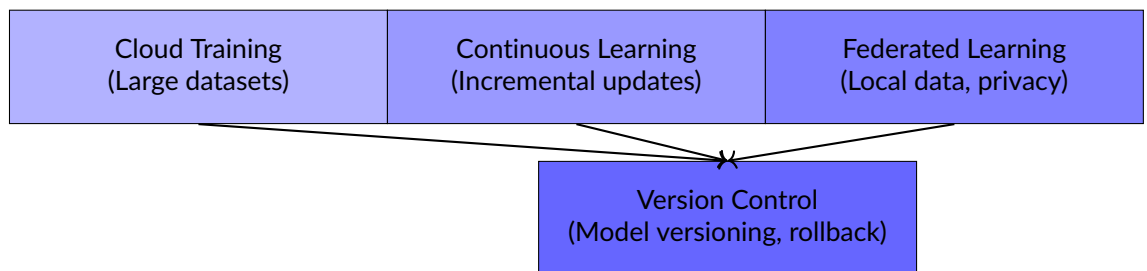 Cloud Training
(Large datasets)
Continuous Learning
(Incremental updates)
Federated Learning
(Local data, privacy)
Version Control
(Model versioning, rollback)